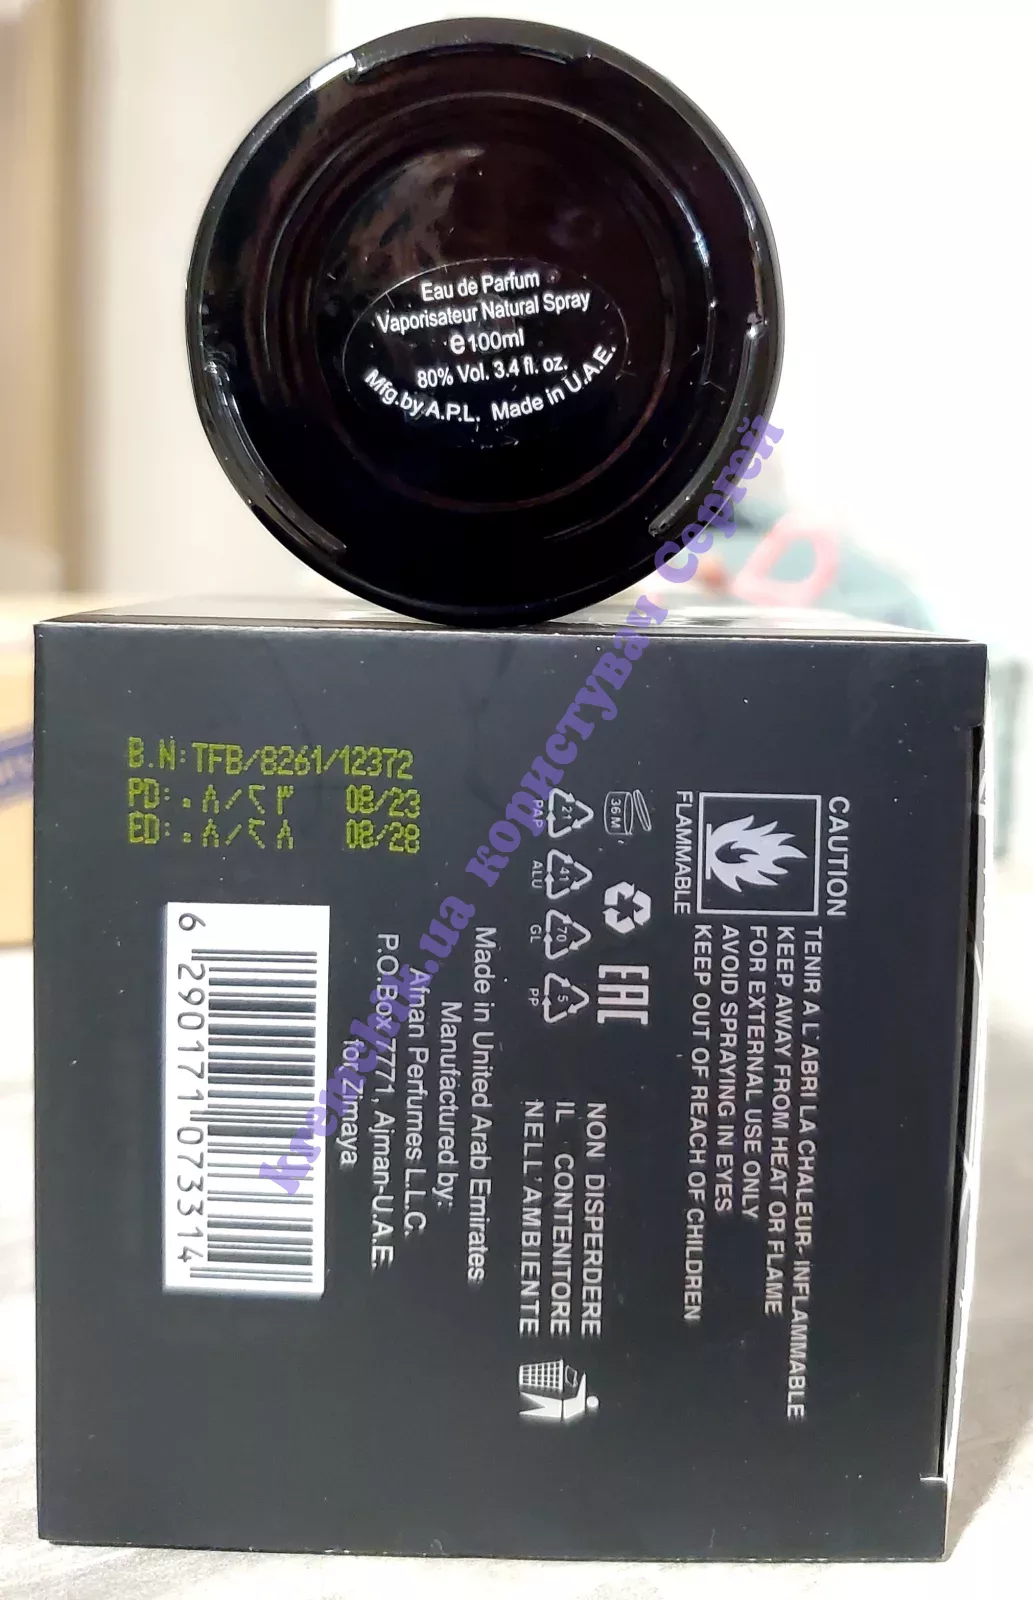 Eau de Parfum
Vaporisateur Natural Spray
e 100ml
80% Vol. 3.4 fl. oz.
Mfg.by A.P.L. Made in U.A.E.
B.N: TFB/8261/12372
PD: ٠٨/٢٣ 08/23
ED: ٠٨/٢٨ 08/28
CAUTION
FLAMMABLE
TENIR A L'ABRI LA CHALEUR- INFLAMMABLE
KEEP AWAY FROM HEAT OR FLAME
FOR EXTERNAL USE ONLY
AVOID SPRAYING IN EYES
KEEP OUT OF REACH OF CHILDREN
36M
EAC
21 PAP
41 ALU
70 GL
5 PP
NON DISPERDERE
IL CONTENITORE
NELL'AMBIENTE
Made in United Arab Emirates
Manufactured by:
Afnan Perfumes L.L.C.
P.O.Box 7771, Ajman-U.A.E.
for Zimaya
6 290171 073314
kremchik.ua користувач Сергей